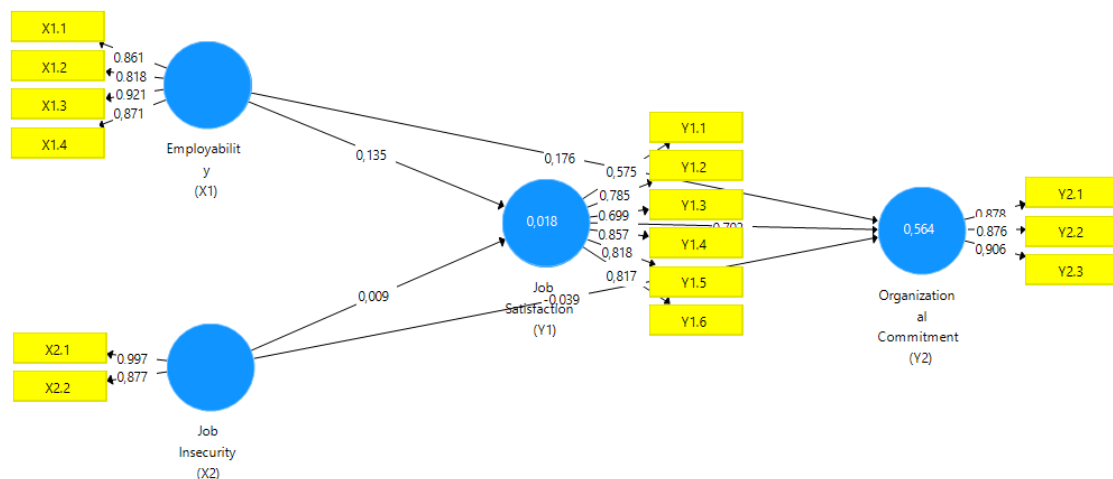 X1.1
X1.2
X1.3
X1.4
0.861
0.818
0.921
0,871
Employabilit
y
(X1)
0,135
0,176
0,009
-0.039
X2.1
X2.2
0.997
0,877
Job
Insecurity
(X2)
0,018
Job
Satisfaction
(Y1)
0,575
0.785
0.699
0.857
0,818
0,817
Y1.1
Y1.2
Y1.3
Y1.4
Y1.5
Y1.6
0,564
Organization
al
Commitment
(Y2)
0.878
0.876
0,906
Y2.1
Y2.2
Y2.3